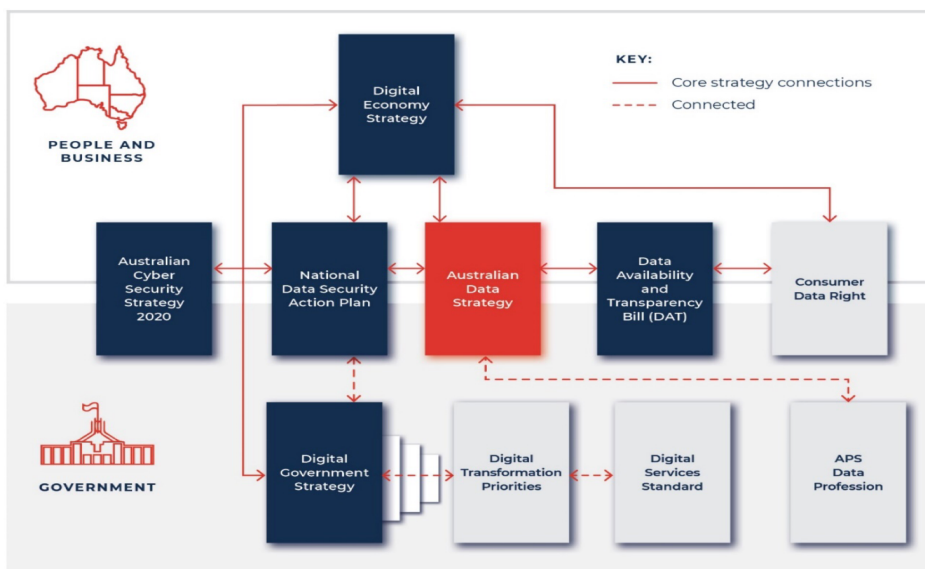 Digital
Economy
Strategy
KEY:
Core strategy connections
Connected
PEOPLE AND
BUSINESS
Australian
Cyber
Security
Strategy
2020
National
Data Security
Action Plan
Australian
Data
Strategy
Data
Availability
and
Transparency
Bill (DAT)
Consumer
Data Right
GOVERNMENT
Digital
Government
Strategy
Digital
Transformation
Priorities
Digital
Services
Standard
APS
Data
Profession